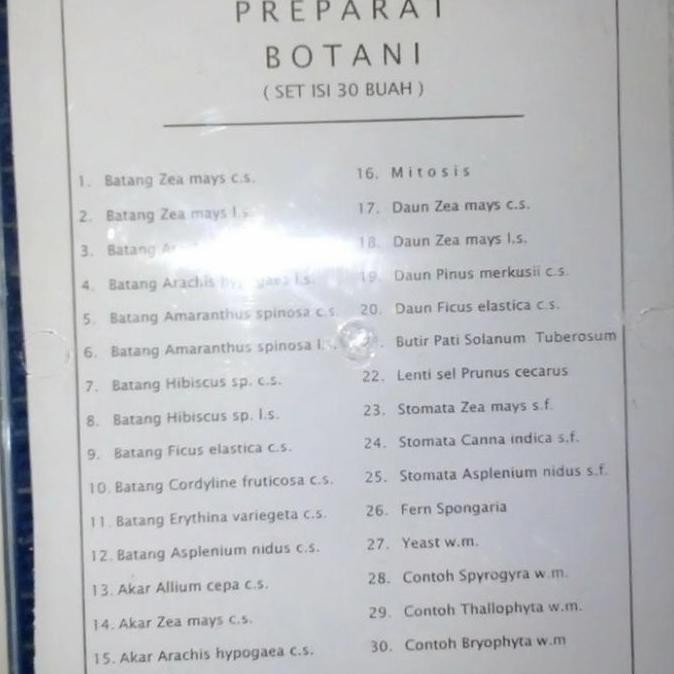 PREPARAT
BOTANI
( SET ISI 30 BUAH )
1. Batang Zea mays c.s.
2. Batang Zea mays l.s.
3. Batang
4. Batang Arachis hypogaea l.s.
5. Batang Amaranthus spinosa c.s.
6. Batang Amaranthus spinosa
7. Batang Hibiscus sp. c.s.
8. Batang Hibiscus sp. l.s.
9. Batang Ficus elastica c.s.
10. Batang Cordyline fruticosa c.s.
11. Batang Erythina variegeta c.s.
12. Batang Asplenium nidus c.s.
13. Akar Allium cepa c.s.
14. Akar Zea mays c.s.
15. Akar Arachis hypogaea c.s.
16. Mitosis
17. Daun Zea mays c.s.
18. Daun Zea mays l.s.
19. Daun Pinus merkusii c.s.
20. Daun Ficus elastica c.s.
Butir Pati Solanum Tuberosum
22. Lenti sel Prunus cecarus
23. Stomata Zea mays s.f.
24. Stomata Canna indica s.f.
25. Stomata Asplenium nidus s.f.
26. Fern Spongaria
27. Yeast w.m.
28. Contoh Spyrogyra w.m.
29. Contoh Thallophyta w.m.
30. Contoh Bryophyta w.m